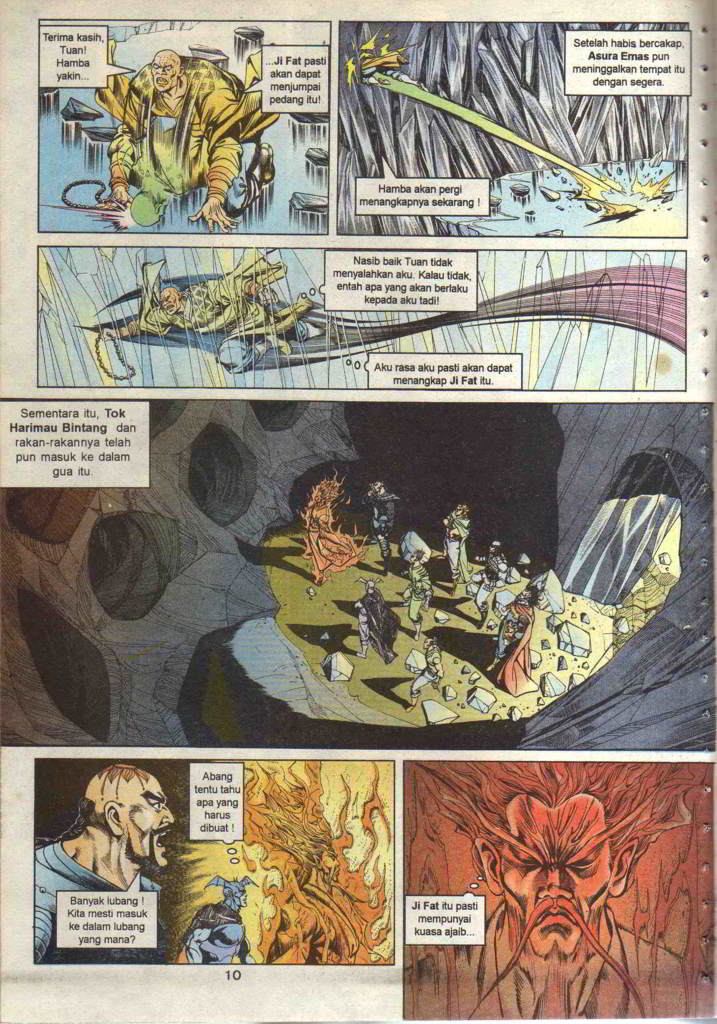 Terima kasih,
Tuan!
Hamba
yakin...
...Ji Fat pasti
akan dapat
menjumpai
pedang itu!
Setelah habis bercakap,
Asura Emas pun
meninggalkan tempat itu
dengan segera.
Hamba akan pergi
menangkapnya sekarang !
Nasib baik Tuan tidak
menyalahkan aku. Kalau tidak,
entah apa yang akan berlaku
kepada aku tadi!
Aku rasa aku pasti akan dapat
menangkap Ji Fat itu.
Sementara itu, Tok
Harimau Bintang dan
rakan-rakannya telah
pun masuk ke dalam
gua itu.
Banyak lubang !
Kita mesti masuk
ke dalam lubang
yang mana?
Abang
tentu tahu
apa yang
harus
dibuat !
Ji Fat itu pasti
mempunyai
kuasa ajaib...
10